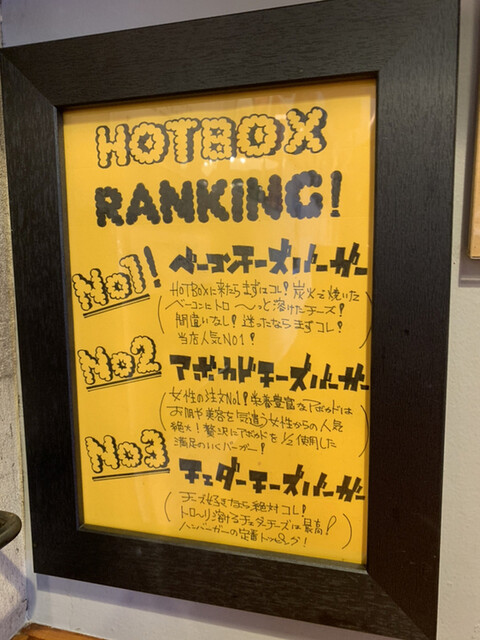 HOTBOX
RANKING!
No1! ベーコンチーズバーガー
(HOTBOXに来たらまずはコレ!炭火で焼いた
ベーコンにトロ〜〜っと溶けたチーズ!
間違いなし!迷ったならまずコレ!
当店人気NO1!)
No2 アボカドチーズバーガー
(女性の注文No1!栄養豊富なアボカドは
お肌や美容を気遣う女性からの人気
絶大!贅沢にアボカドを1/2使用した
満足のいくバーガー!)
No3 チェダーチーズバーガー
(チーズ好きなら絶対コレ!
トロ〜リ溶けるチェダーチーズは最高!
ハンバーガーの定番トッピング!)